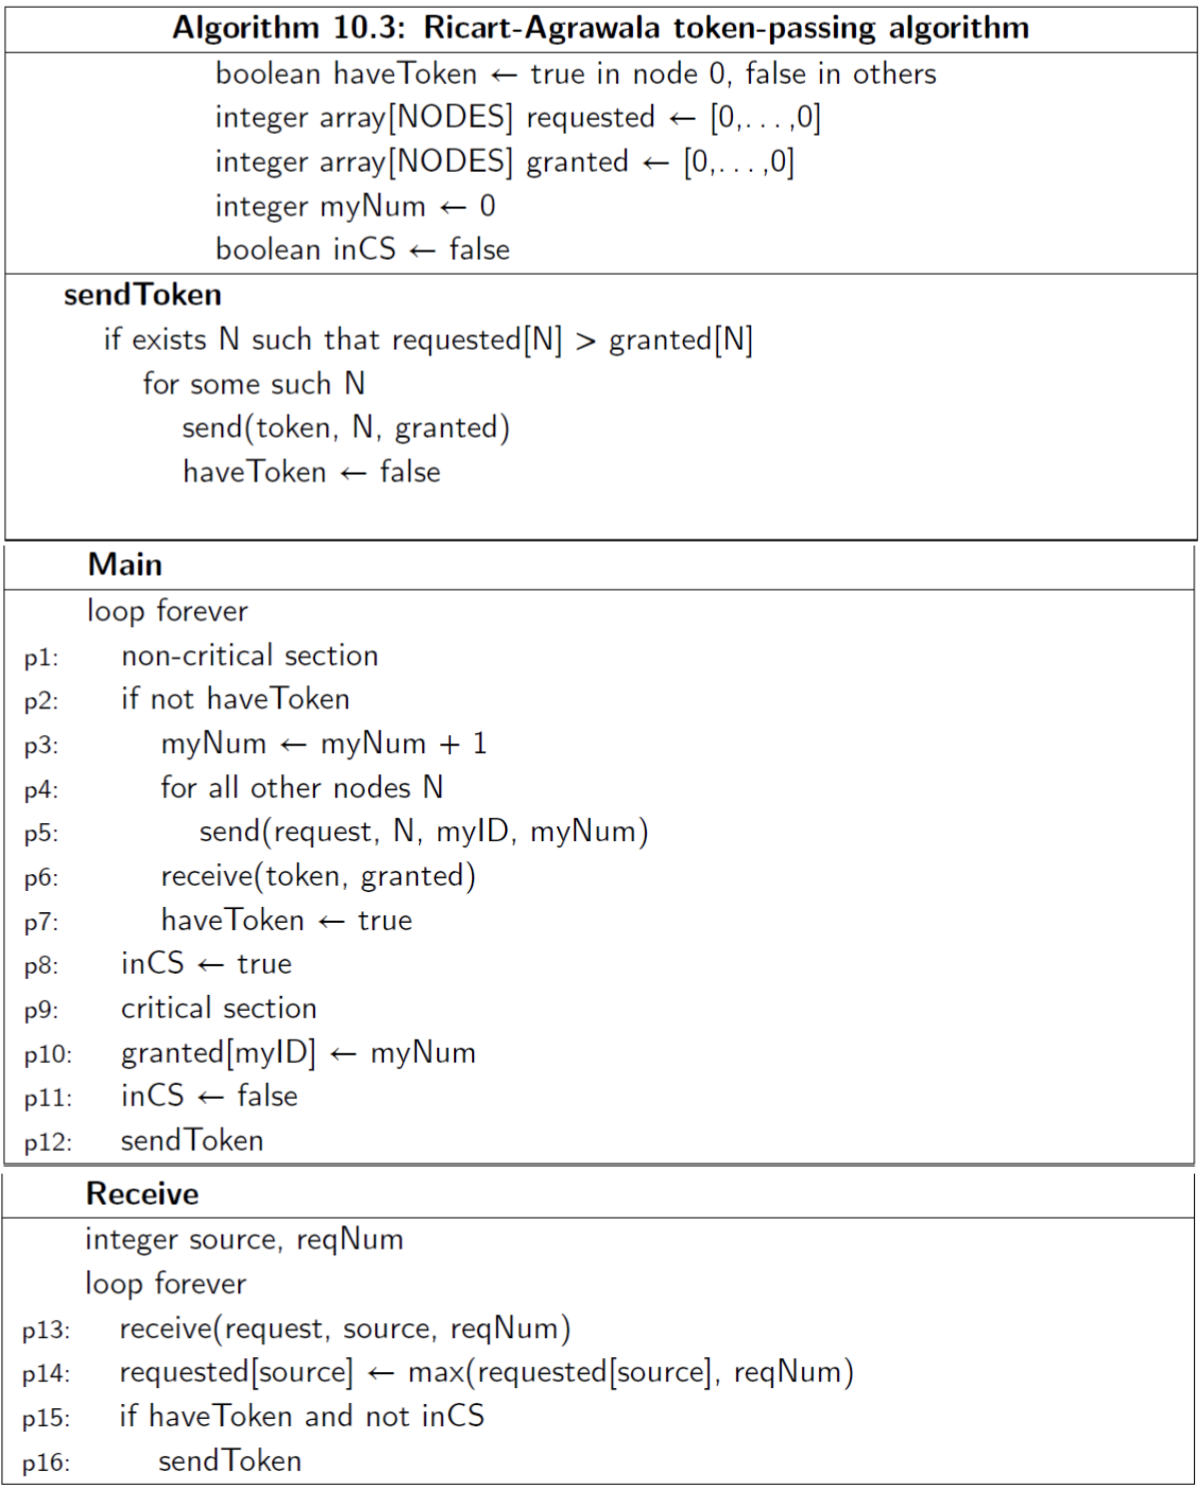 Algorithm 10.3: Ricart-Agrawala token-passing algorithm
boolean haveToken ← true in node 0, false in others
integer array[NODES] requested ← [0,...,0]
integer array[NODES] granted ← [0,...,0]
integer myNum ← 0
boolean inCS ← false
sendToken
if exists N such that requested[N] > granted[N]
for some such N
send(token, N, granted)
haveToken ← false
Main
loop forever
p1: non-critical section
p2: if not haveToken
p3: myNum ← myNum + 1
p4: for all other nodes N
p5: send(request, N, myID, myNum)
p6: receive(token, granted)
p7: haveToken ← true
p8: inCS ← true
p9: critical section
p10: granted[myID] ← myNum
p11: inCS ← false
p12: sendToken
Receive
integer source, reqNum
loop forever
p13: receive(request, source, reqNum)
p14: requested[source] ← max(requested[source], reqNum)
p15: if haveToken and not inCS
p16: sendToken